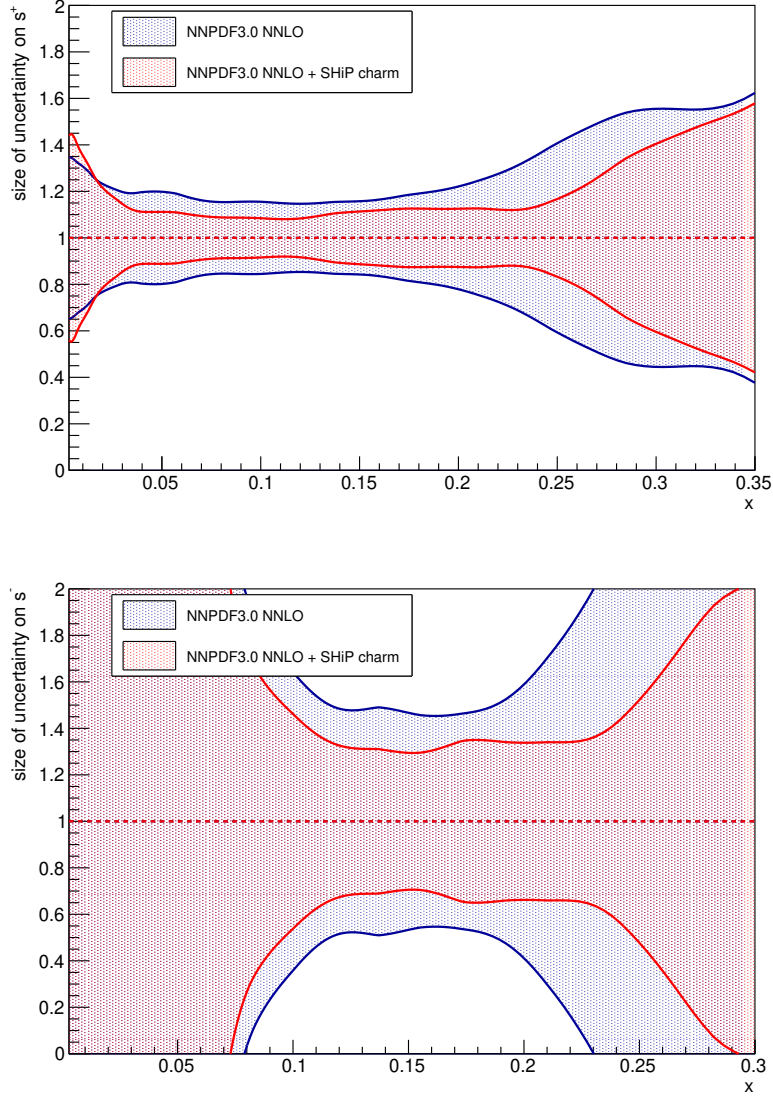 size of uncertainty on s⁺
2
1.8
1.6
1.4
1.2
1
0.8
0.6
0.4
0.2
0
NNPDF3.0 NNLO
NNPDF3.0 NNLO + SHiP charm
0.05 0.1 0.15 0.2 0.25 0.3 0.35
x
size of uncertainty on s⁻
2
1.8
1.6
1.4
1.2
1
0.8
0.6
0.4
0.2
0
NNPDF3.0 NNLO
NNPDF3.0 NNLO + SHiP charm
0.05 0.1 0.15 0.2 0.25 0.3
x